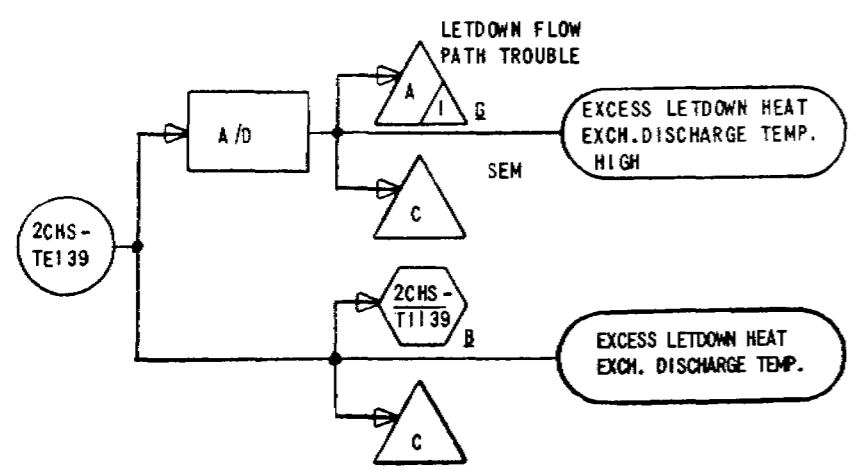 LETDOWN FLOW
PATH TROUBLE
A
1
G
A/D
EXCESS LETDOWN HEAT
EXCH.DISCHARGE TEMP.
HIGH
SEM
C
2CHS-
TE139
2CHS-
TI139
B
EXCESS LETDOWN HEAT
EXCH. DISCHARGE TEMP.
C